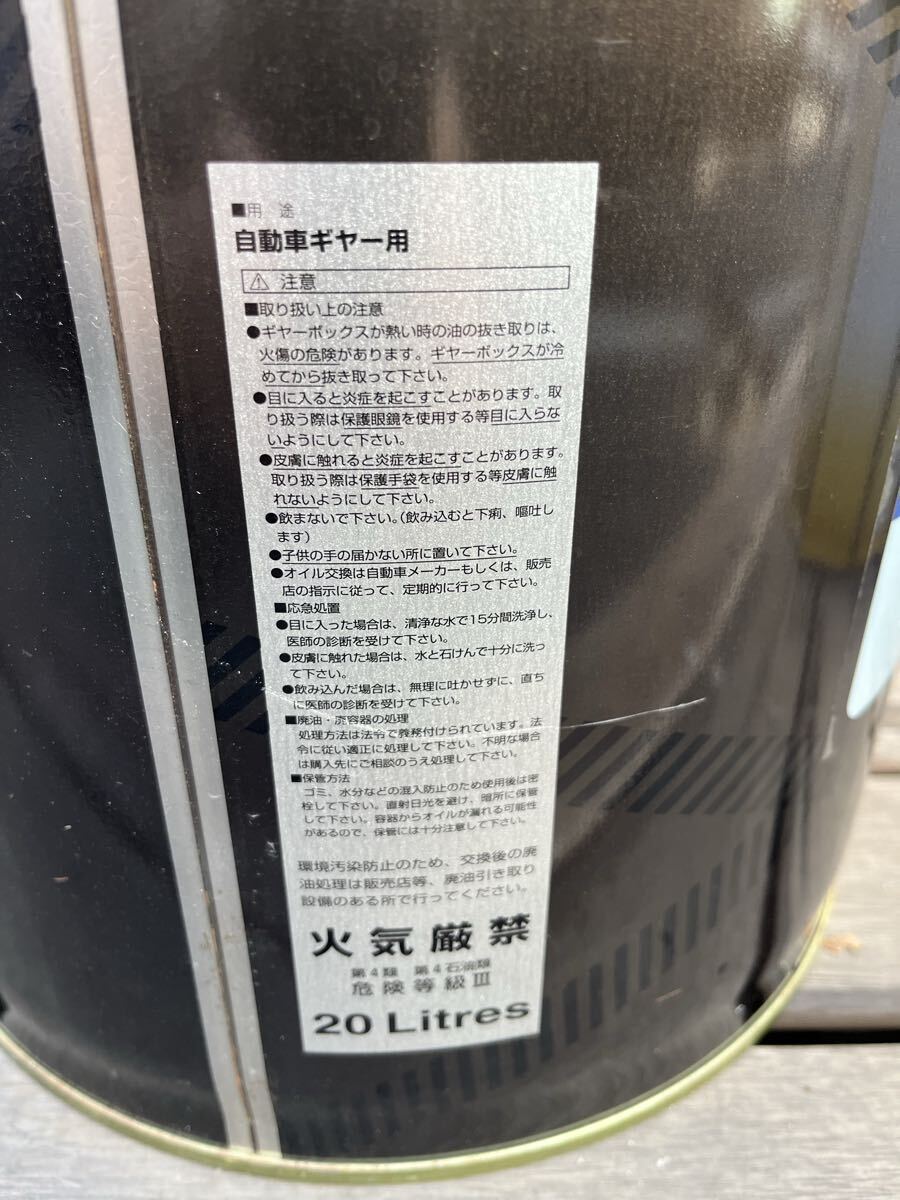 ■用 途
自動車ギヤー用
⚠ 注意
■取り扱い上の注意
●ギヤーボックスが熱い時の油の抜き取りは、
火傷の危険があります。ギヤーボックスが冷
めてから抜き取って下さい。
●目に入ると炎症を起こすことがあります。取
り扱う際は保護眼鏡を使用する等目に入らな
いようにして下さい。
●皮膚に触れると炎症を起こすことがあります。
取り扱う際は保護手袋を使用する等皮膚に触
れないようにして下さい。
●飲まないで下さい。(飲み込むと下痢、嘔吐し
ます)
●子供の手の届かない所に置いて下さい。
●オイル交換は自動車メーカーもしくは、販売
店の指示に従って、定期的に行って下さい。
■応急処置
●目に入った場合は、清浄な水で15分間洗浄し、
医師の診断を受けて下さい。
●皮膚に触れた場合は、水と石けんで十分に洗っ
て下さい。
●飲み込んだ場合は、無理に吐かせずに、直ち
に医師の診断を受けて下さい。
■廃油・廃容器の処理
処理方法は法令で義務付けられています。法
令に従い適正に処理して下さい。不明な場合
は購入先にご相談のうえ処理して下さい。
■保管方法
ゴミ、水分などの混入防止のため使用後は密
栓して下さい。直射日光を避け、暗所に保管
して下さい。容器からオイルが漏れる可能性
があるので、保管には十分注意して下さい。
環境汚染防止のため、交換後の廃
油処理は販売店等、廃油引き取り
設備のある所で行ってください。
火気厳禁
第4類 第4石油類
危険等級Ⅲ
20 Litres